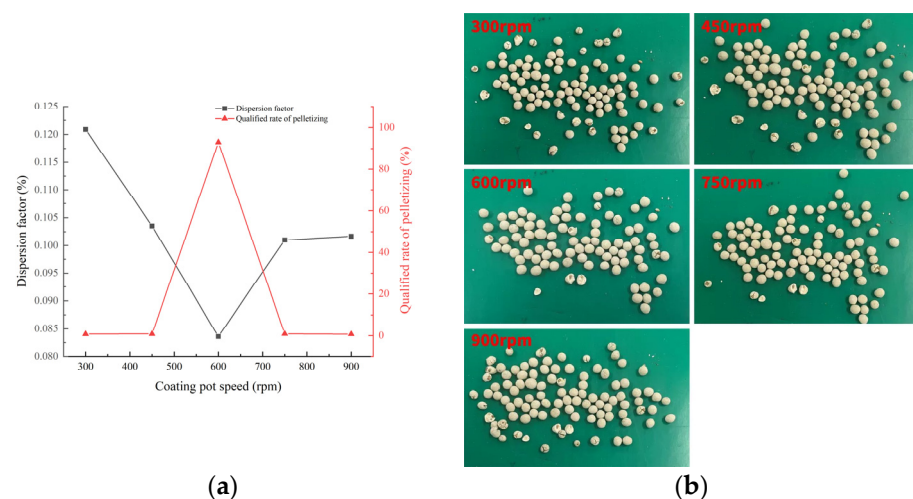 Dispersion factor
Qualified rate of pelletizing
0.125
0.120
0.115
0.110
0.105
0.100
0.095
0.090
0.085
0.080
Dispersion factor (%)
100
80
60
40
20
0
Qualified rate of pelletizing (%)
300 400 500 600 700 800 900
Coating pot speed (rpm)
(a)
300rpm
450rpm
600rpm
750rpm
900rpm
(b)